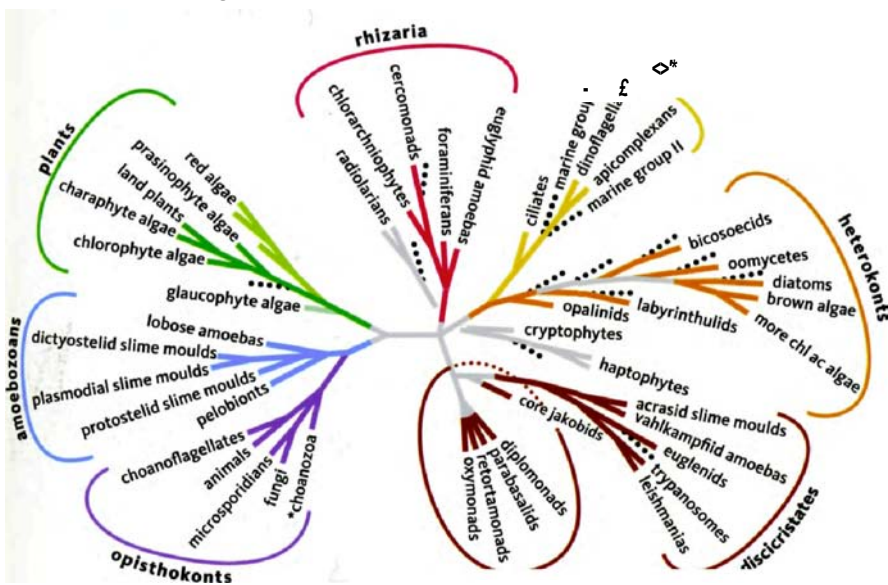 rhizaria
cercomonads
chlorarchniophytes
radiolarians
foraminiferans
euglyphid amoebas
plants
red algae
prasinophyte algae
land plants
charaphyte algae
chlorophyte algae
glaucophyte algae
£
◇*
marine group
ciliates
apicomplexans
marine group II
heterokonts
bicosoecids
oomycetes
diatoms
brown algae
more chl ac algae
labyrinthulids
opalinids
cryptophytes
haptophytes
amoebozoans
lobose amoebas
dictyostelid slime moulds
plasmodial slime moulds
protostelid slime moulds
pelobionts
opisthokonts
choanoflagellates
animals
microsporidians
fungi
*choanozoa
core jakobids
diplomonads
parabasalids
retortamonads
oxymonads
acrasid slime moulds
vahlkampfiid amoebas
euglenids
trypanosomes
leishmanias
discicristates